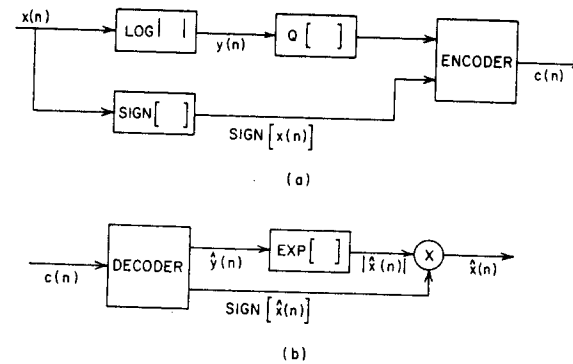 x(n)
LOG| |
y(n)
Q[ ]
ENCODER
c(n)
SIGN[ ]
SIGN[x(n)]
(a)
c(n)
DECODER
ŷ(n)
EXP[ ]
|x̂(n)|
X
x̂(n)
SIGN[x̂(n)]
(b)